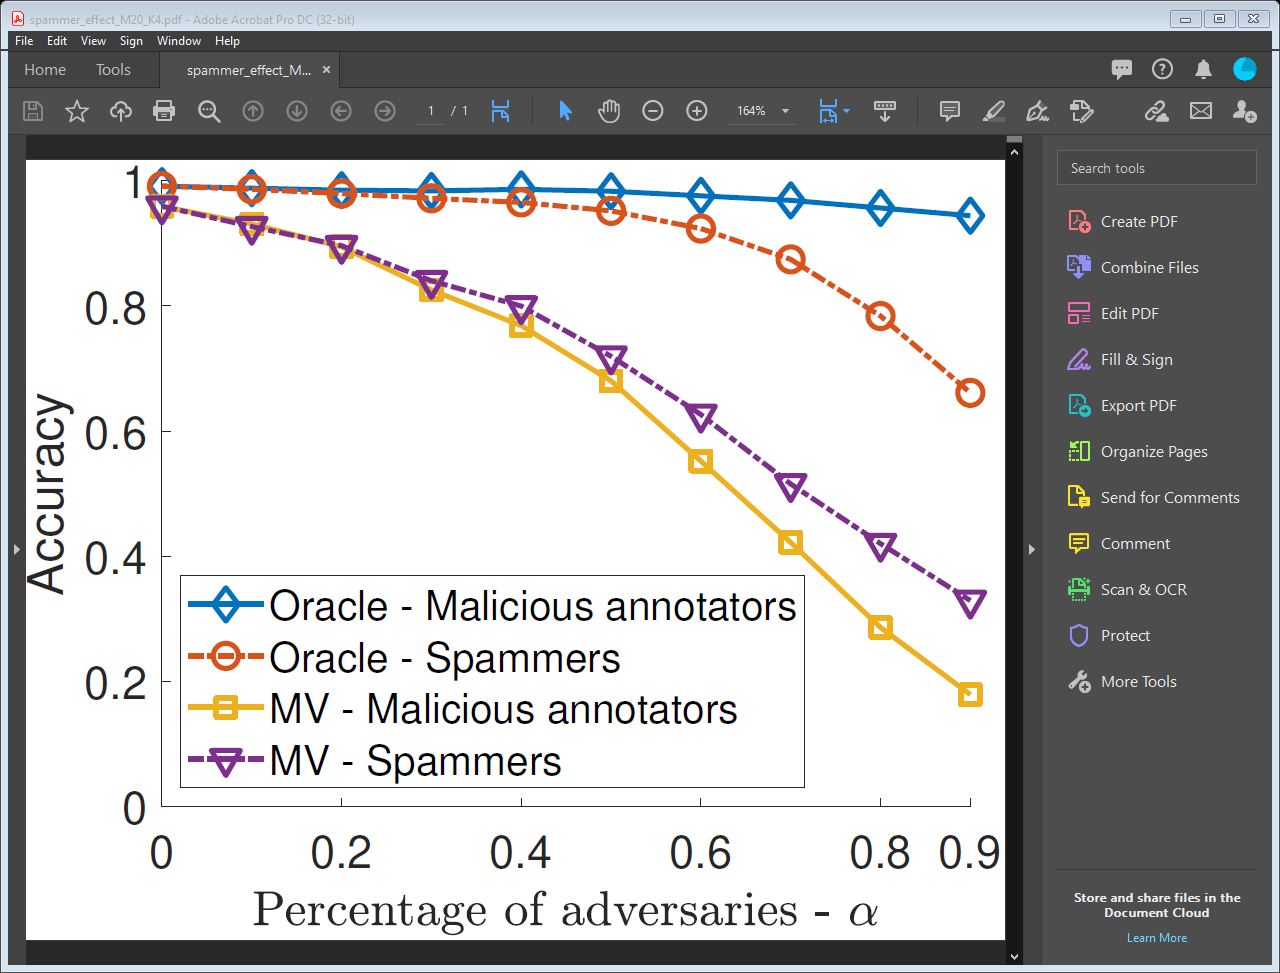 spammer_effect_M20_K4.pdf - Adobe Acrobat Pro DC (32-bit)
File Edit View Sign Window Help
Home Tools spammer_effect_M... ×
1 / 1 164%
Search tools
Create PDF
Combine Files
Edit PDF
Fill & Sign
Export PDF
Organize Pages
Send for Comments
Comment
Scan & OCR
Protect
More Tools
Store and share files in the
Document Cloud
Learn More
1
0.8
0.6
0.4
0.2
0
Accuracy
Oracle - Malicious annotators
Oracle - Spammers
MV - Malicious annotators
MV - Spammers
0 0.2 0.4 0.6 0.8 0.9
Percentage of adversaries - α